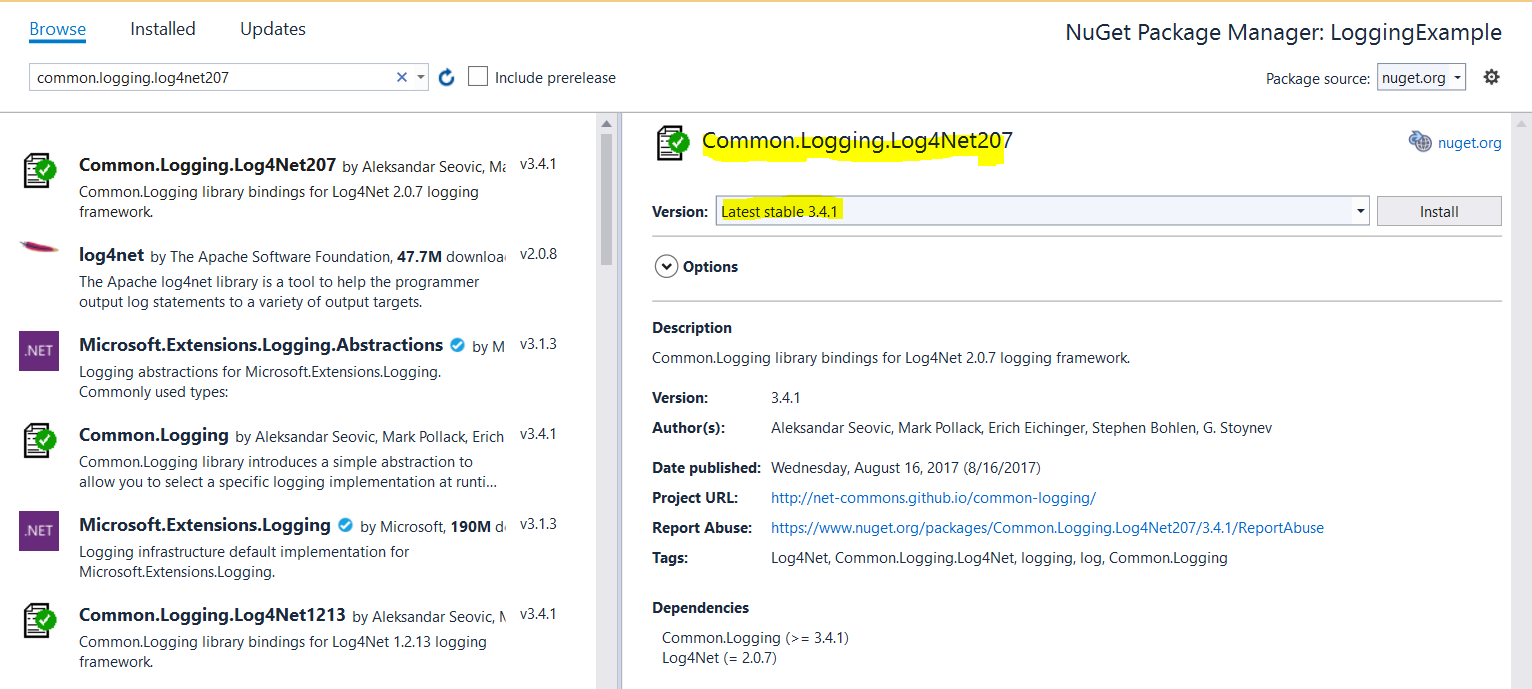 Browse Installed Updates
NuGet Package Manager: LoggingExample
common.logging.log4net207
Include prerelease
Package source: nuget.org
Common.Logging.Log4Net207 by Aleksandar Seovic, Ma v3.4.1
Common.Logging library bindings for Log4Net 2.0.7 logging
framework.
log4net by The Apache Software Foundation, 47.7M downloa v2.0.8
The Apache log4net library is a tool to help the programmer
output log statements to a variety of output targets.
.NET
Microsoft.Extensions.Logging.Abstractions by M v3.1.3
Logging abstractions for Microsoft.Extensions.Logging.
Commonly used types:
Common.Logging by Aleksandar Seovic, Mark Pollack, Erich v3.4.1
Common.Logging library introduces a simple abstraction to
allow you to select a specific logging implementation at runti...
.NET
Microsoft.Extensions.Logging by Microsoft, 190M d v3.1.3
Logging infrastructure default implementation for
Microsoft.Extensions.Logging.
Common.Logging.Log4Net1213 by Aleksandar Seovic, M v3.4.1
Common.Logging library bindings for Log4Net 1.2.13 logging
framework.
Common.Logging.Log4Net207
nuget.org
Version: Latest stable 3.4.1 Install
Options
Description
Common.Logging library bindings for Log4Net 2.0.7 logging framework.
Version: 3.4.1
Author(s): Aleksandar Seovic, Mark Pollack, Erich Eichinger, Stephen Bohlen, G. Stoynev
Date published: Wednesday, August 16, 2017 (8/16/2017)
Project URL: http://net-commons.github.io/common-logging/
Report Abuse: https://www.nuget.org/packages/Common.Logging.Log4Net207/3.4.1/ReportAbuse
Tags: Log4Net, Common.Logging.Log4Net, logging, log, Common.Logging
Dependencies
Common.Logging (>= 3.4.1)
Log4Net (= 2.0.7)